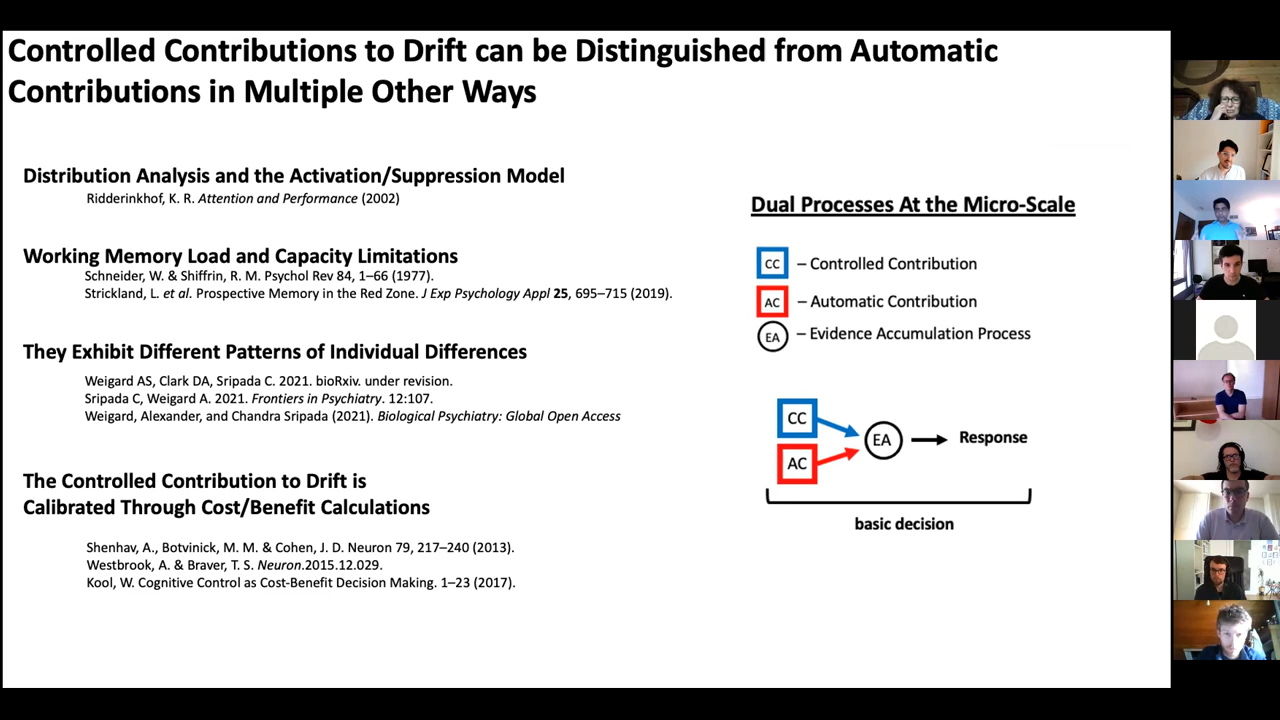 Controlled Contributions to Drift can be Distinguished from Automatic
Contributions in Multiple Other Ways
Distribution Analysis and the Activation/Suppression Model
Ridderinkhof, K. R. Attention and Performance (2002)
Working Memory Load and Capacity Limitations
Schneider, W. & Shiffrin, R. M. Psychol Rev 84, 1–66 (1977).
Strickland, L. et al. Prospective Memory in the Red Zone. J Exp Psychology Appl 25, 695–715 (2019).
They Exhibit Different Patterns of Individual Differences
Weigard AS, Clark DA, Sripada C. 2021. bioRxiv. under revision.
Sripada C, Weigard A. 2021. Frontiers in Psychiatry. 12:107.
Weigard, Alexander, and Chandra Sripada (2021). Biological Psychiatry: Global Open Access
The Controlled Contribution to Drift is
Calibrated Through Cost/Benefit Calculations
Shenhav, A., Botvinick, M. M. & Cohen, J. D. Neuron 79, 217–240 (2013).
Westbrook, A. & Braver, T. S. Neuron.2015.12.029.
Kool, W. Cognitive Control as Cost-Benefit Decision Making. 1–23 (2017).
Dual Processes At the Micro-Scale
CC – Controlled Contribution
AC – Automatic Contribution
EA – Evidence Accumulation Process
CC
AC
EA
Response
basic decision